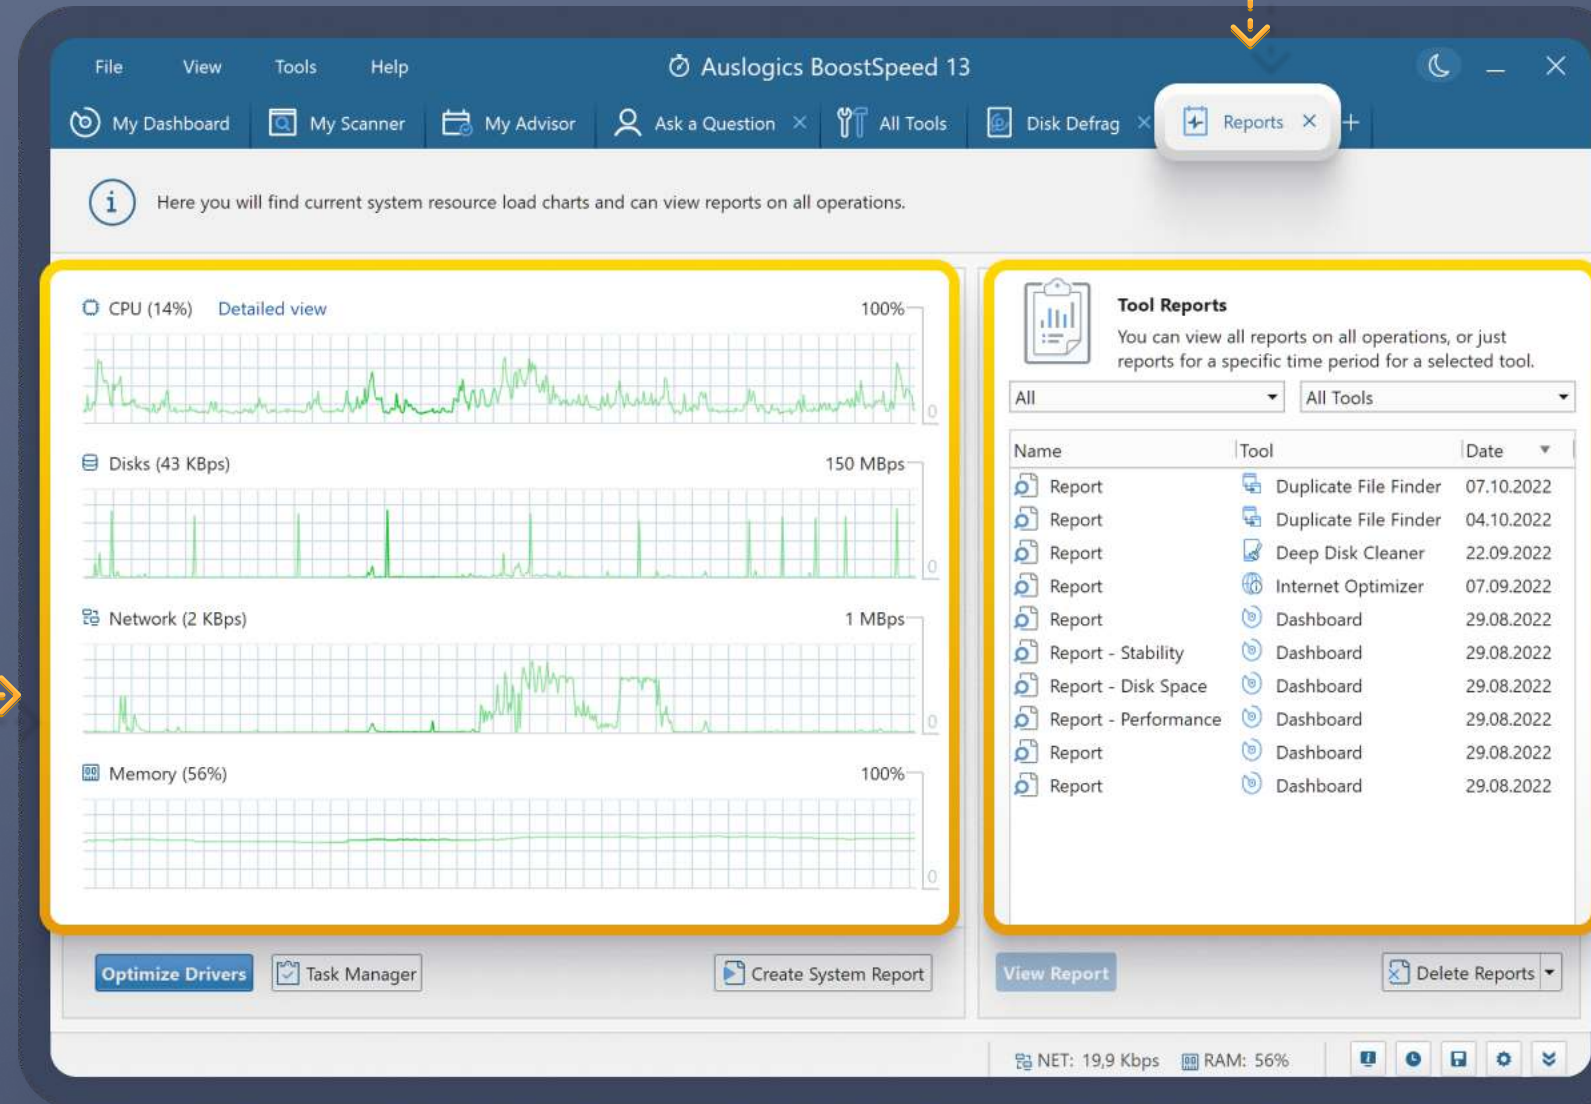 File View Tools Help
Auslogics BoostSpeed 13
My Dashboard My Scanner My Advisor Ask a Question All Tools Disk Defrag Reports
Here you will find current system resource load charts and can view reports on all operations.
CPU (14%) Detailed view 100%
0
Disks (43 KBps) 150 MBps
0
Network (2 KBps) 1 MBps
0
Memory (56%) 100%
0
Optimize Drivers Task Manager Create System Report
Tool Reports
You can view all reports on all operations, or just
reports for a specific time period for a selected tool.
All All Tools
Name Tool Date
Report Duplicate File Finder 07.10.2022
Report Duplicate File Finder 04.10.2022
Report Deep Disk Cleaner 22.09.2022
Report Internet Optimizer 07.09.2022
Report Dashboard 29.08.2022
Report - Stability Dashboard 29.08.2022
Report - Disk Space Dashboard 29.08.2022
Report - Performance Dashboard 29.08.2022
Report Dashboard 29.08.2022
Report Dashboard 29.08.2022
View Report Delete Reports
NET: 19,9 Kbps RAM: 56%